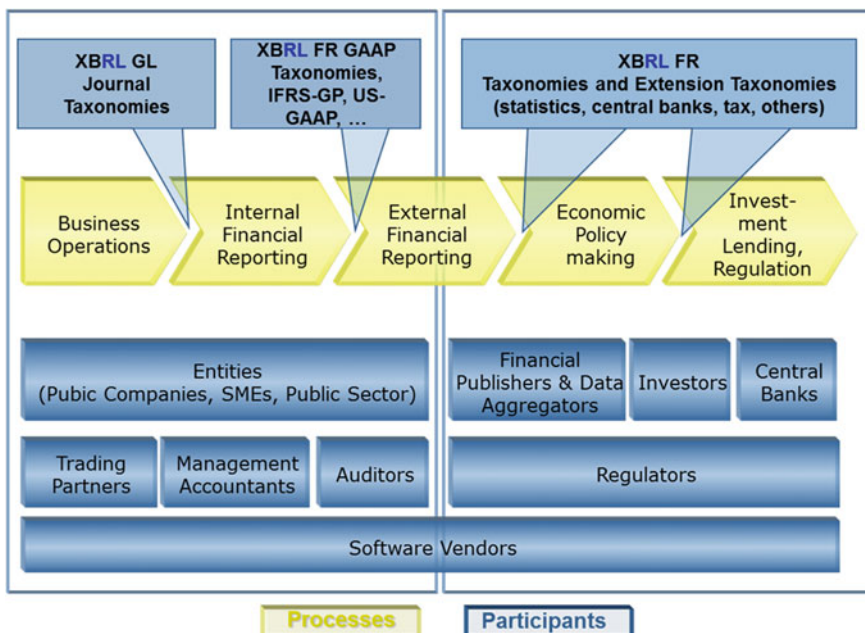 XBRL GL
Journal
Taxonomies
XBRL FR GAAP
Taxonomies,
IFRS-GP, US-
GAAP, ...
XBRL FR
Taxonomies and Extension Taxonomies
(statistics, central banks, tax, others)
Business
Operations
Internal
Financial
Reporting
External
Financial
Reporting
Economic
Policy
making
Invest-
ment
Lending,
Regulation
Entities
(Pubic Companies, SMEs, Public Sector)
Financial
Publishers & Data
Aggregators
Investors
Central
Banks
Trading
Partners
Management
Accountants
Auditors
Regulators
Software Vendors
Processes
Participants